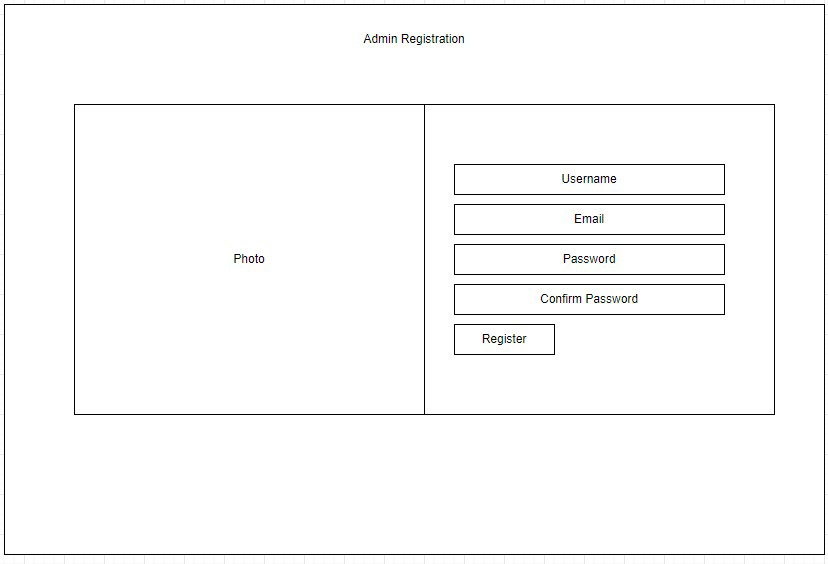 Admin Registration
Photo
Username
Email
Password
Confirm Password
Register